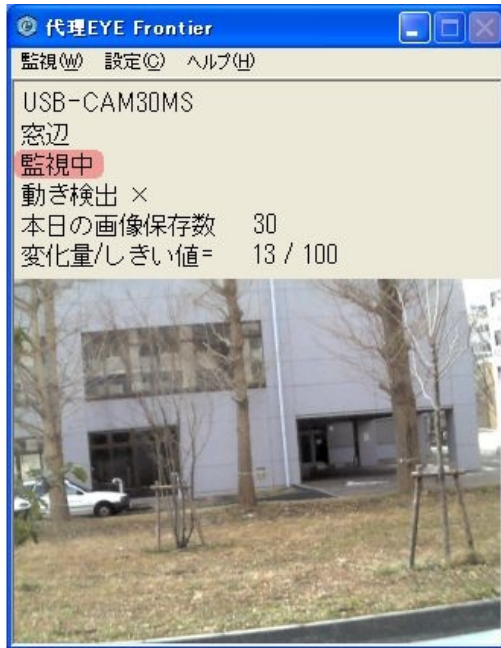 代理EYE Frontier
監視(W) 設定(C) ヘルプ(H)
USB-CAM30MS
窓辺
監視中
動き検出 ×
本日の画像保存数 30
変化量/しきい値= 13 / 100